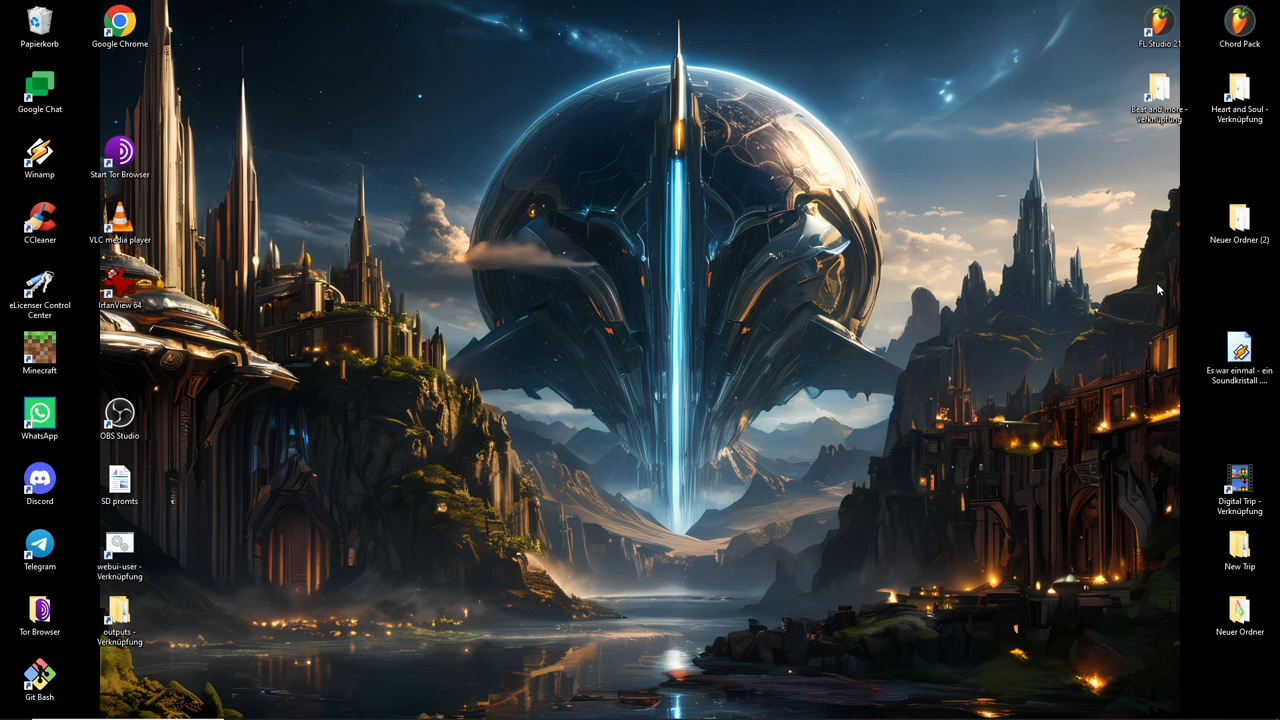 Papierkorb
Google Chrome
Google Chat
Winamp
Start Tor Browser
CCleaner
VLC media player
eLicenser Control
Center
IrfanView 64
Minecraft
WhatsApp
OBS Studio
Discord
SD promts
Telegram
webui-user -
Verknüpfung
Tor Browser
outputs -
Verknüpfung
Git Bash
FL Studio 21
Chord Pack
Beat and more -
Verknüpfung
Heart and Soul -
Verknüpfung
Neuer Ordner (2)
Es war einmal - ein
Soundkristall ....
Digital Trip -
Verknüpfung
New Trip
Neuer Ordner